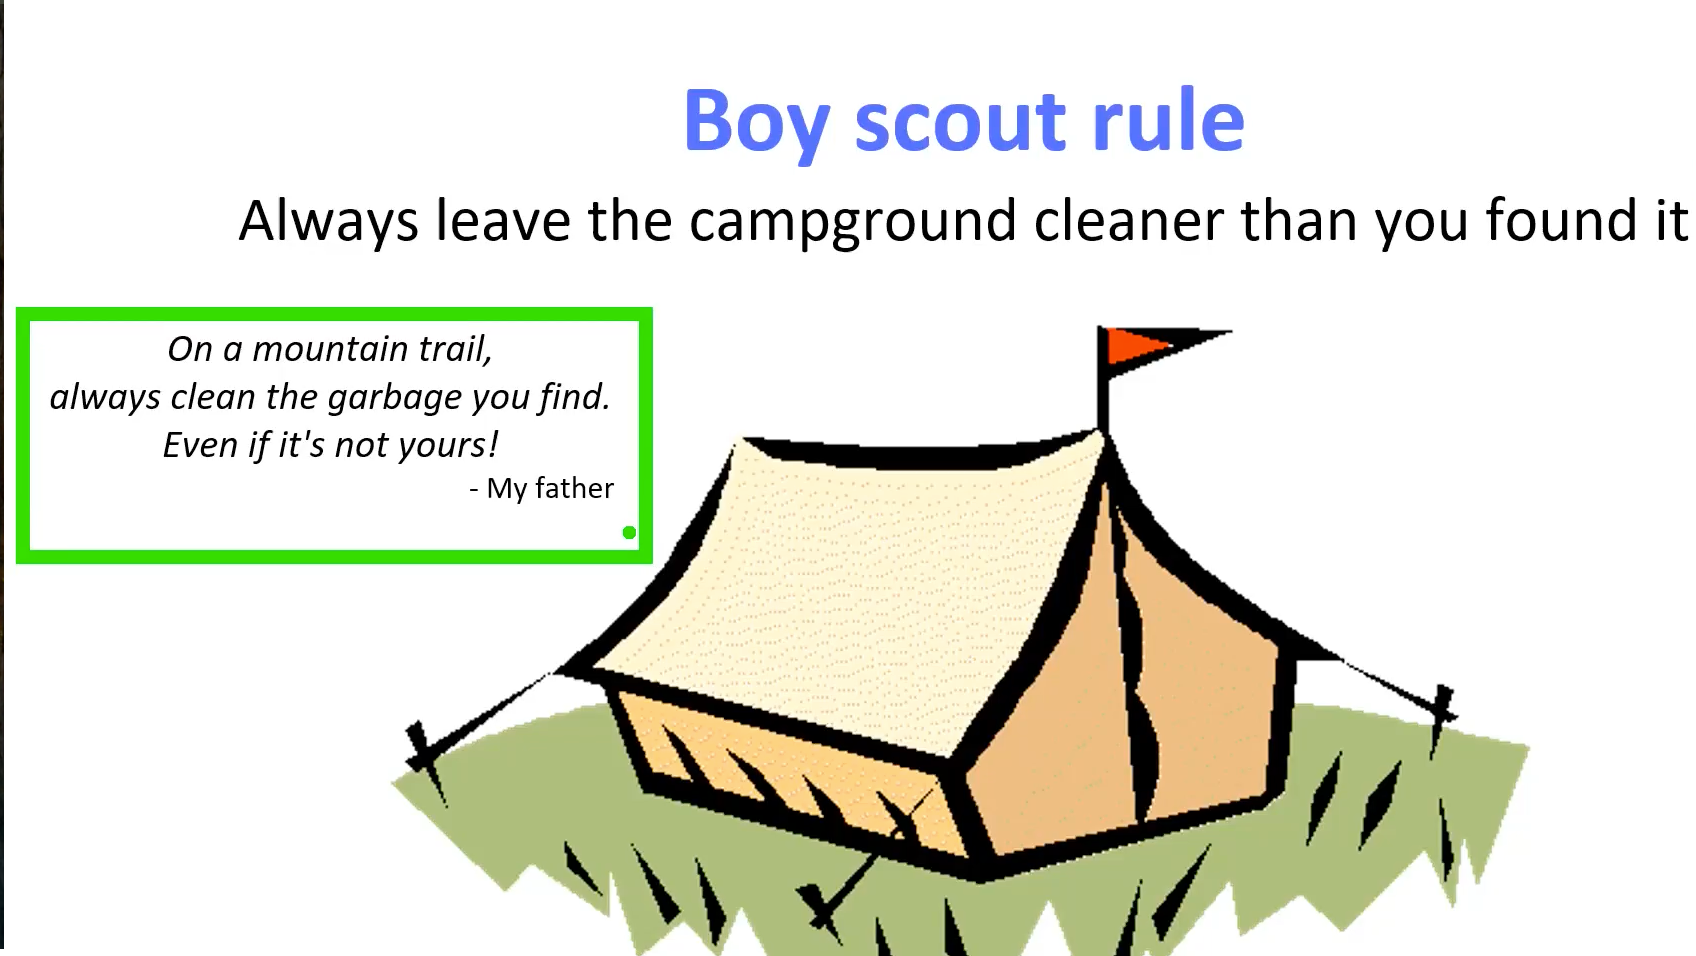 Boy scout rule
Always leave the campground cleaner than you found it
On a mountain trail,
always clean the garbage you find.
Even if it's not yours!
- My father